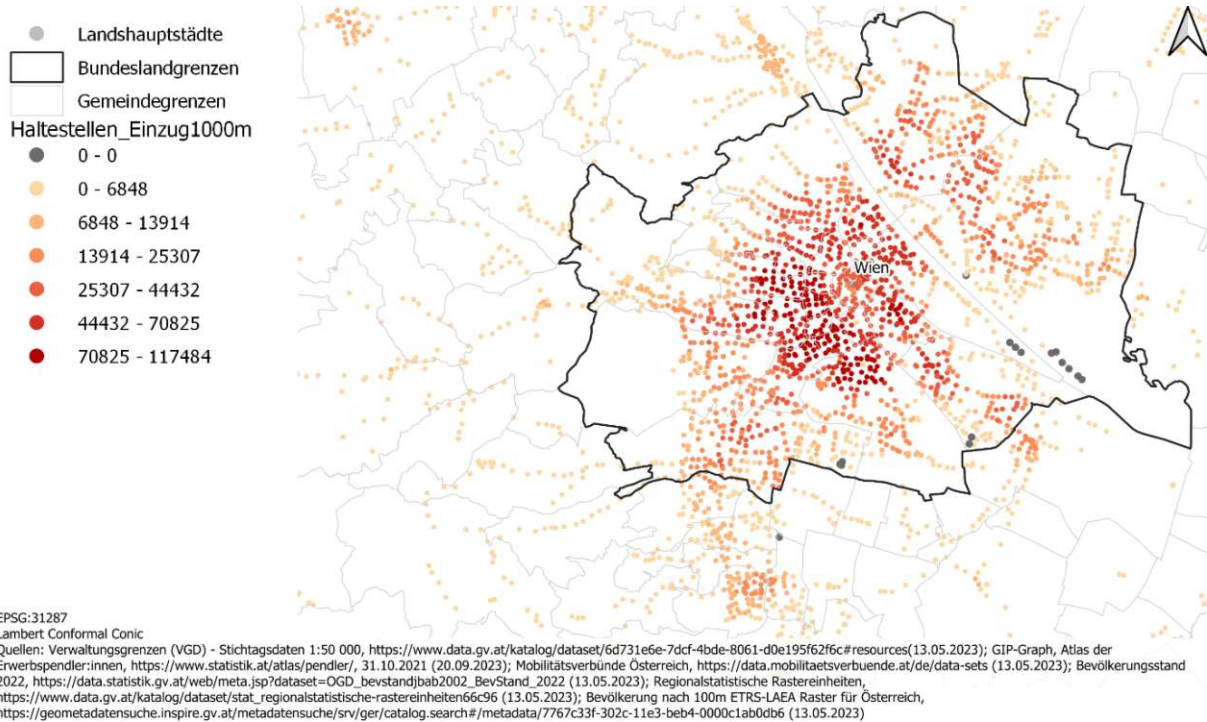 Landshauptstädte
Bundeslandgrenzen
Gemeindegrenzen
Haltestellen_Einzug1000m
0 - 0
0 - 6848
6848 - 13914
13914 - 25307
25307 - 44432
44432 - 70825
70825 - 117484
Wien
EPSG:31287
Lambert Conformal Conic
Quellen: Verwaltungsgrenzen (VGD) - Stichtagsdaten 1:50 000, https://www.data.gv.at/katalog/dataset/6d731e6e-7dcf-4bde-8061-d0e195f62f6c#resources(13.05.2023); GIP-Graph, Atlas der
Erwerbspendler:innen, https://www.statistik.at/atlas/pendler/, 31.10.2021 (20.09.2023); Mobilitätsverbünde Österreich, https://data.mobilitaetsverbuende.at/de/data-sets (13.05.2023); Bevölkerungsstand
2022, https://data.statistik.gv.at/web/meta.jsp?dataset=OGD_bevstandjbab2002_BevStand_2022 (13.05.2023); Regionalstatistische Rastereinheiten,
https://www.data.gv.at/katalog/dataset/stat_regionalstatistische-rastereinheiten66c96 (13.05.2023); Bevölkerung nach 100m ETRS-LAEA Raster für Österreich,
https://geometadatensuche.inspire.gv.at/metadatensuche/srv/ger/catalog.search#/metadata/7767c33f-302c-11e3-beb4-0000c1ab0db6 (13.05.2023)